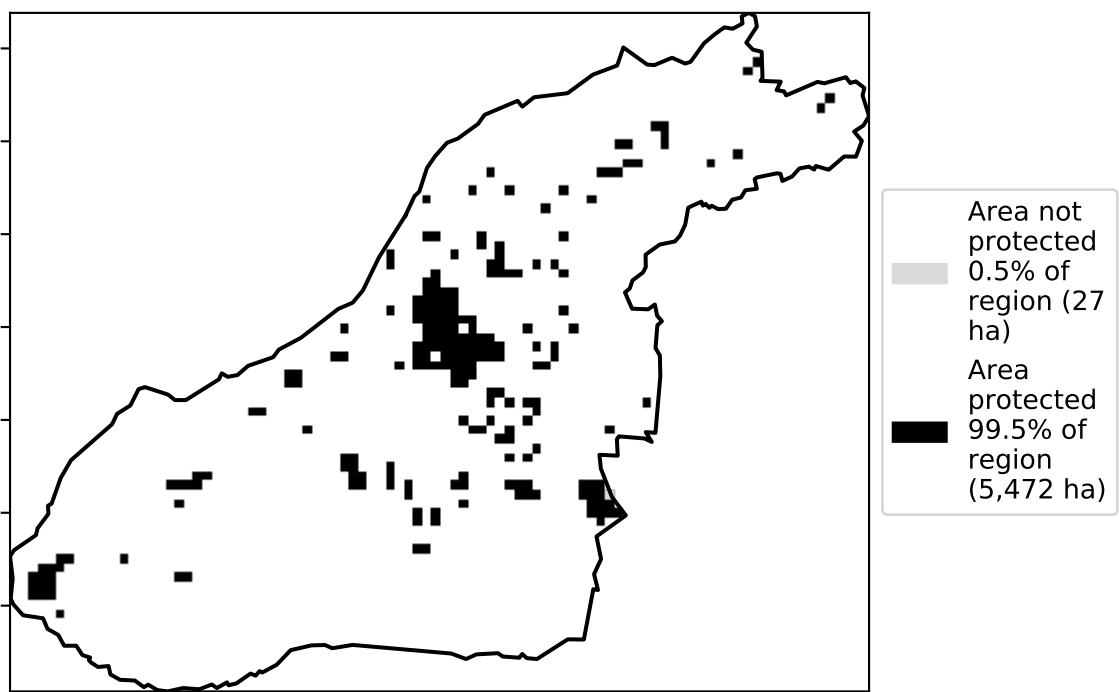 Area not
protected
0.5% of
region (27
ha)
Area
protected
99.5% of
region
(5,472 ha)